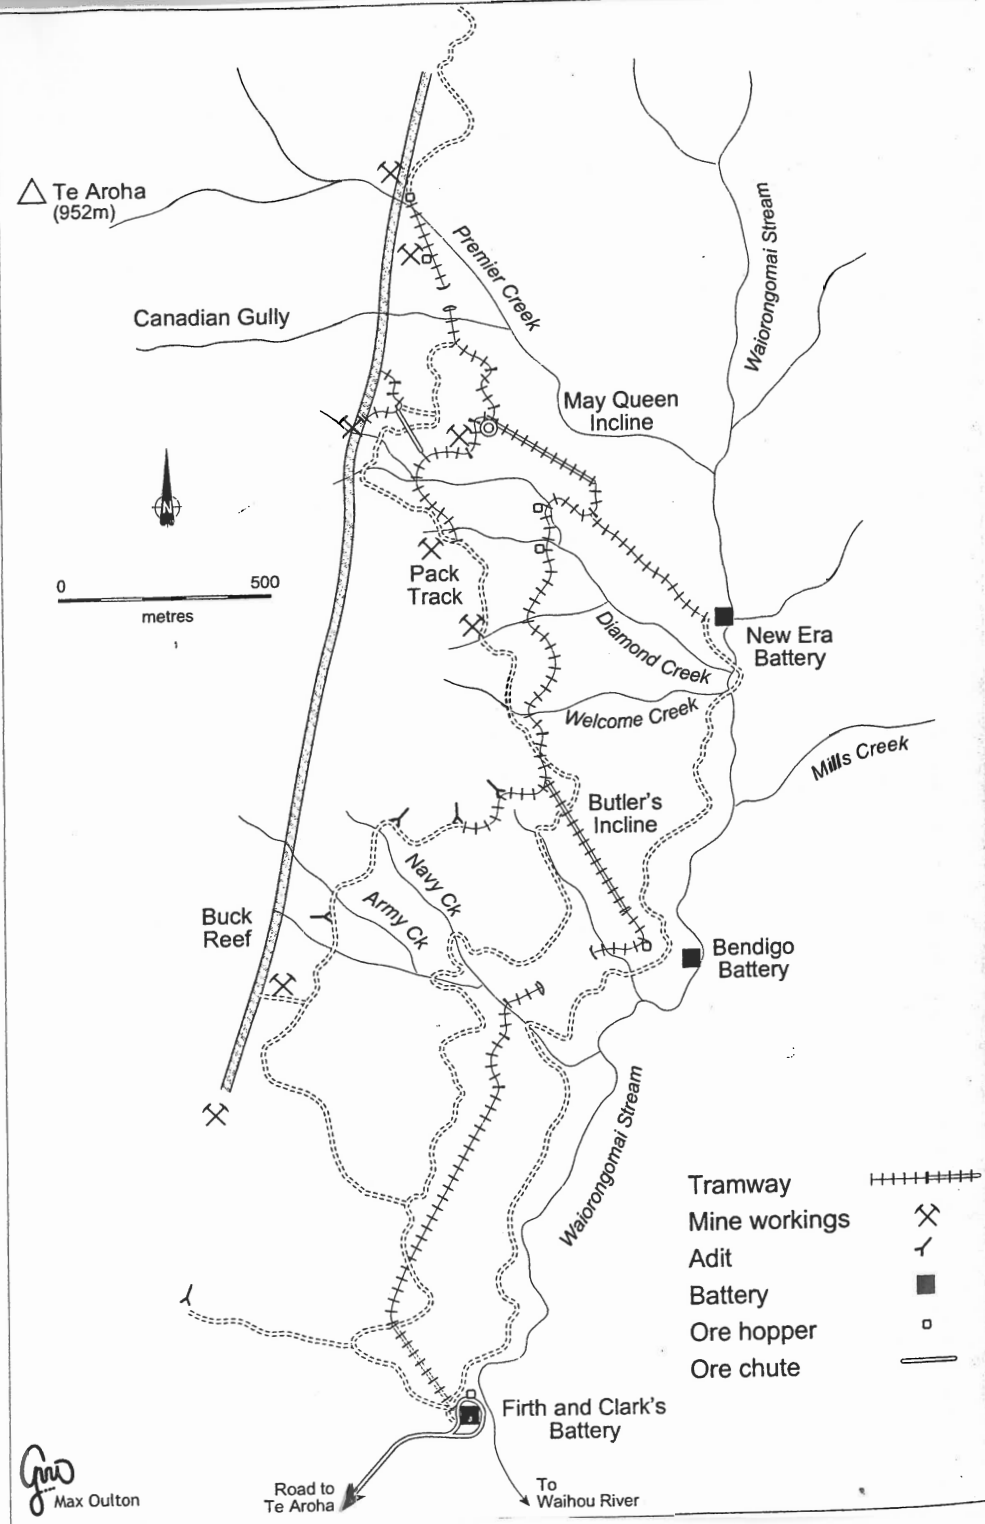 Te Aroha
(952m)
Premier Creek
Waiorongomai Stream
Canadian Gully
May Queen
Incline
N
Pack
Track
0 500
metres
Diamond Creek
New Era
Battery
Welcome Creek
Mills Creek
Butler's
Incline
Navy Ck
Army Ck
Buck
Reef
Bendigo
Battery
Waiorongomai Stream
Tramway
Mine workings
Adit
Battery
Ore hopper
Ore chute
Firth and Clark's
Battery
Road to
Te Aroha
To
Waihou River
Max Oulton